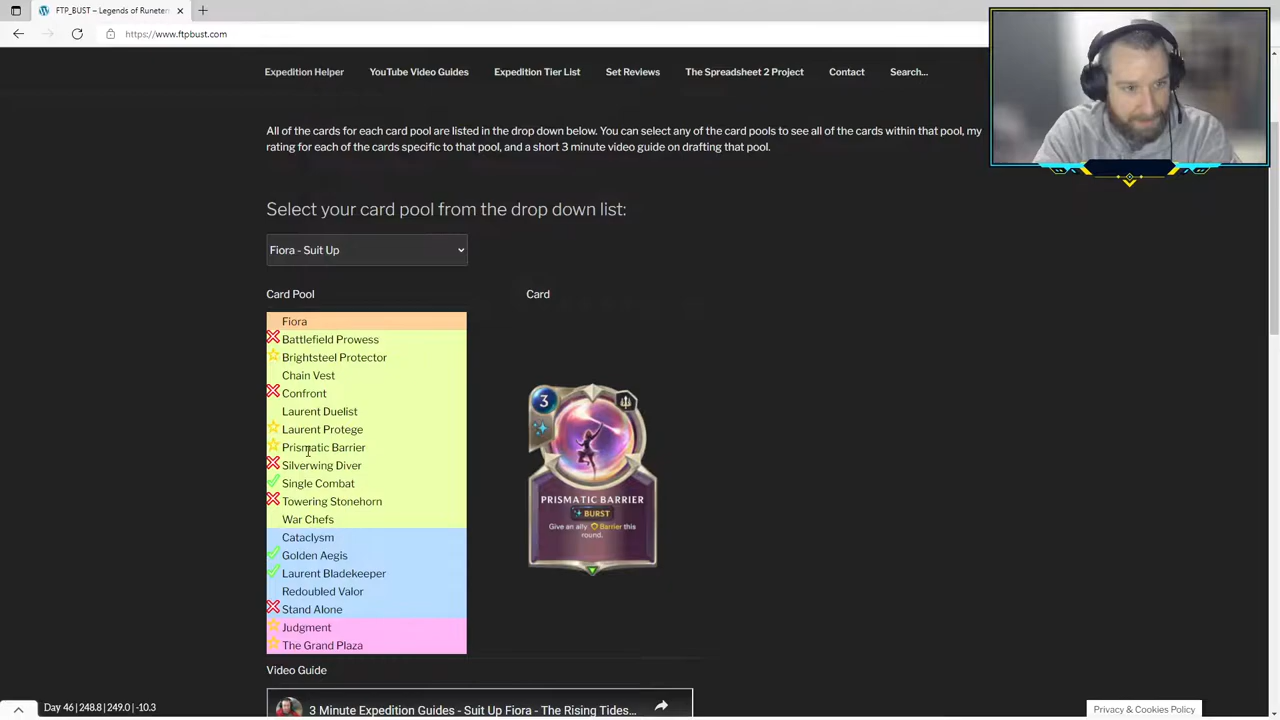 FTP_BUST – Legends of Runeter
https://www.ftpbust.com
Expedition Helper
YouTube Video Guides
Expedition Tier List
Set Reviews
The Spreadsheet 2 Project
Contact
Search...
All of the cards for each card pool are listed in the drop down below. You can select any of the card pools to see all of the cards within that pool, my
rating for each of the cards specific to that pool, and a short 3 minute video guide on drafting that pool.
Select your card pool from the drop down list:
Fiora - Suit Up
Card Pool
Card
Fiora
Battlefield Prowess
Brightsteel Protector
Chain Vest
Confront
Laurent Duelist
Laurent Protege
Prismatic Barrier
Silverwing Diver
Single Combat
Towering Stonehorn
War Chefs
Cataclysm
Golden Aegis
Laurent Bladekeeper
Redoubled Valor
Stand Alone
Judgment
The Grand Plaza
3
PRISMATIC BARRIER
BURST
Give an ally Barrier this
round.
Video Guide
3 Minute Expedition Guides - Suit Up Fiora - The Rising Tides...
Day 46 | 248.8 | 249.0 | -10.3
Privacy & Cookies Policy